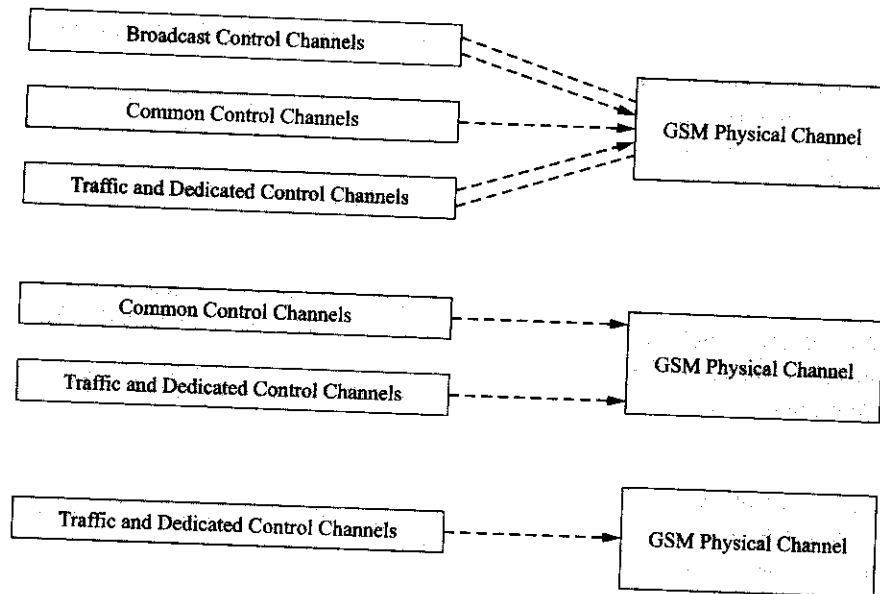 Broadcast Control Channels
Common Control Channels
GSM Physical Channel
Traffic and Dedicated Control Channels
Common Control Channels
Traffic and Dedicated Control Channels
GSM Physical Channel
Traffic and Dedicated Control Channels
GSM Physical Channel